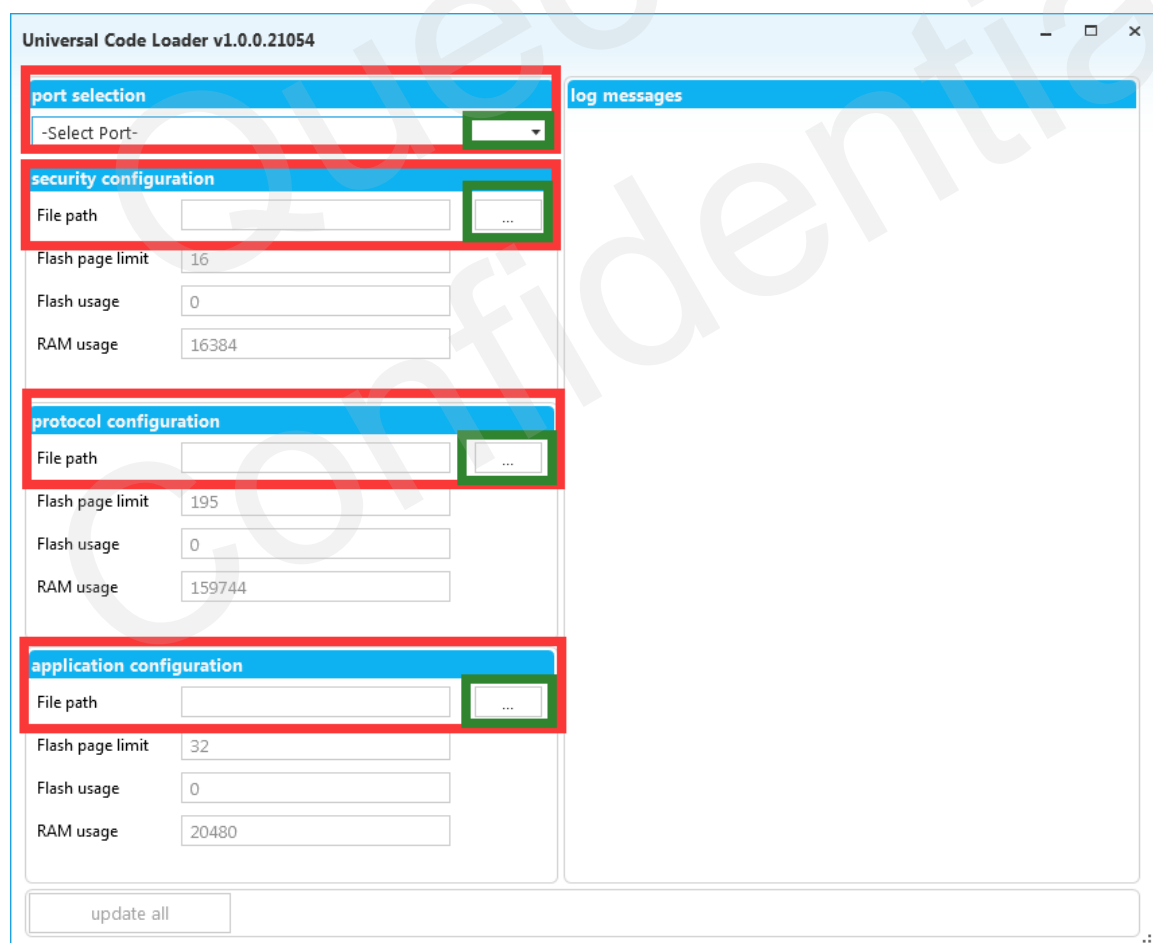 Universal Code Loader v1.0.0.21054
port selection
-Select Port-
security configuration
File path
...
Flash page limit
16
Flash usage
0
RAM usage
16384
protocol configuration
File path
...
Flash page limit
195
Flash usage
0
RAM usage
159744
application configuration
File path
...
Flash page limit
32
Flash usage
0
RAM usage
20480
update all
log messages
Confidentia